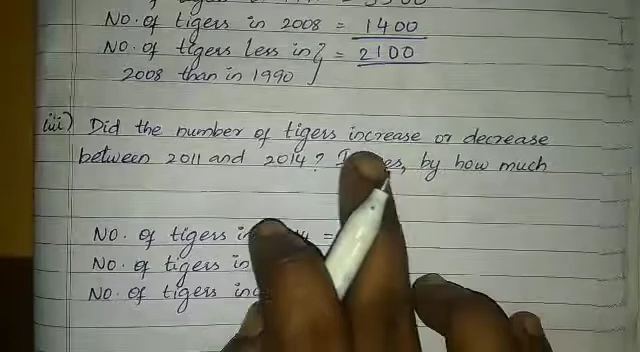 No. of tigers in 2008 = 1400
No. of tigers less in } = 2100
2008 than in 1990
iii) Did the number of tigers increase or decrease
between 2011 and 2014? by how much
No. of tigers =
No. of tigers in
No. of tigers